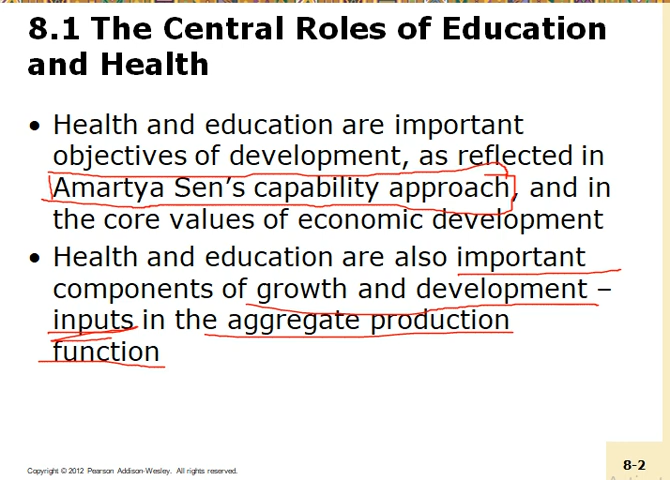 8.1 The Central Roles of Education
and Health
• Health and education are important
objectives of development, as reflected in
Amartya Sen's capability approach, and in
the core values of economic development
• Health and education are also important
components of growth and development –
inputs in the aggregate production
function
Copyright © 2012 Pearson Addison-Wesley. All rights reserved.
8-2